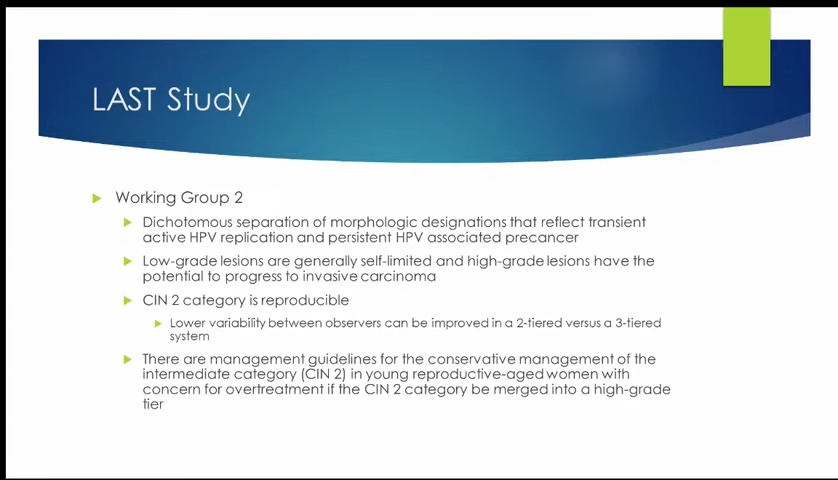 LAST Study
Working Group 2
Dichotomous separation of morphologic designations that reflect transient
active HPV replication and persistent HPV associated precancer
Low-grade lesions are generally self-limited and high-grade lesions have the
potential to progress to invasive carcinoma
CIN 2 category is reproducible
Lower variability between observers can be improved in a 2-tiered versus a 3-tiered
system
There are management guidelines for the conservative management of the
intermediate category (CIN 2) in young reproductive-aged women with
concern for overtreatment if the CIN 2 category be merged into a high-grade
tier